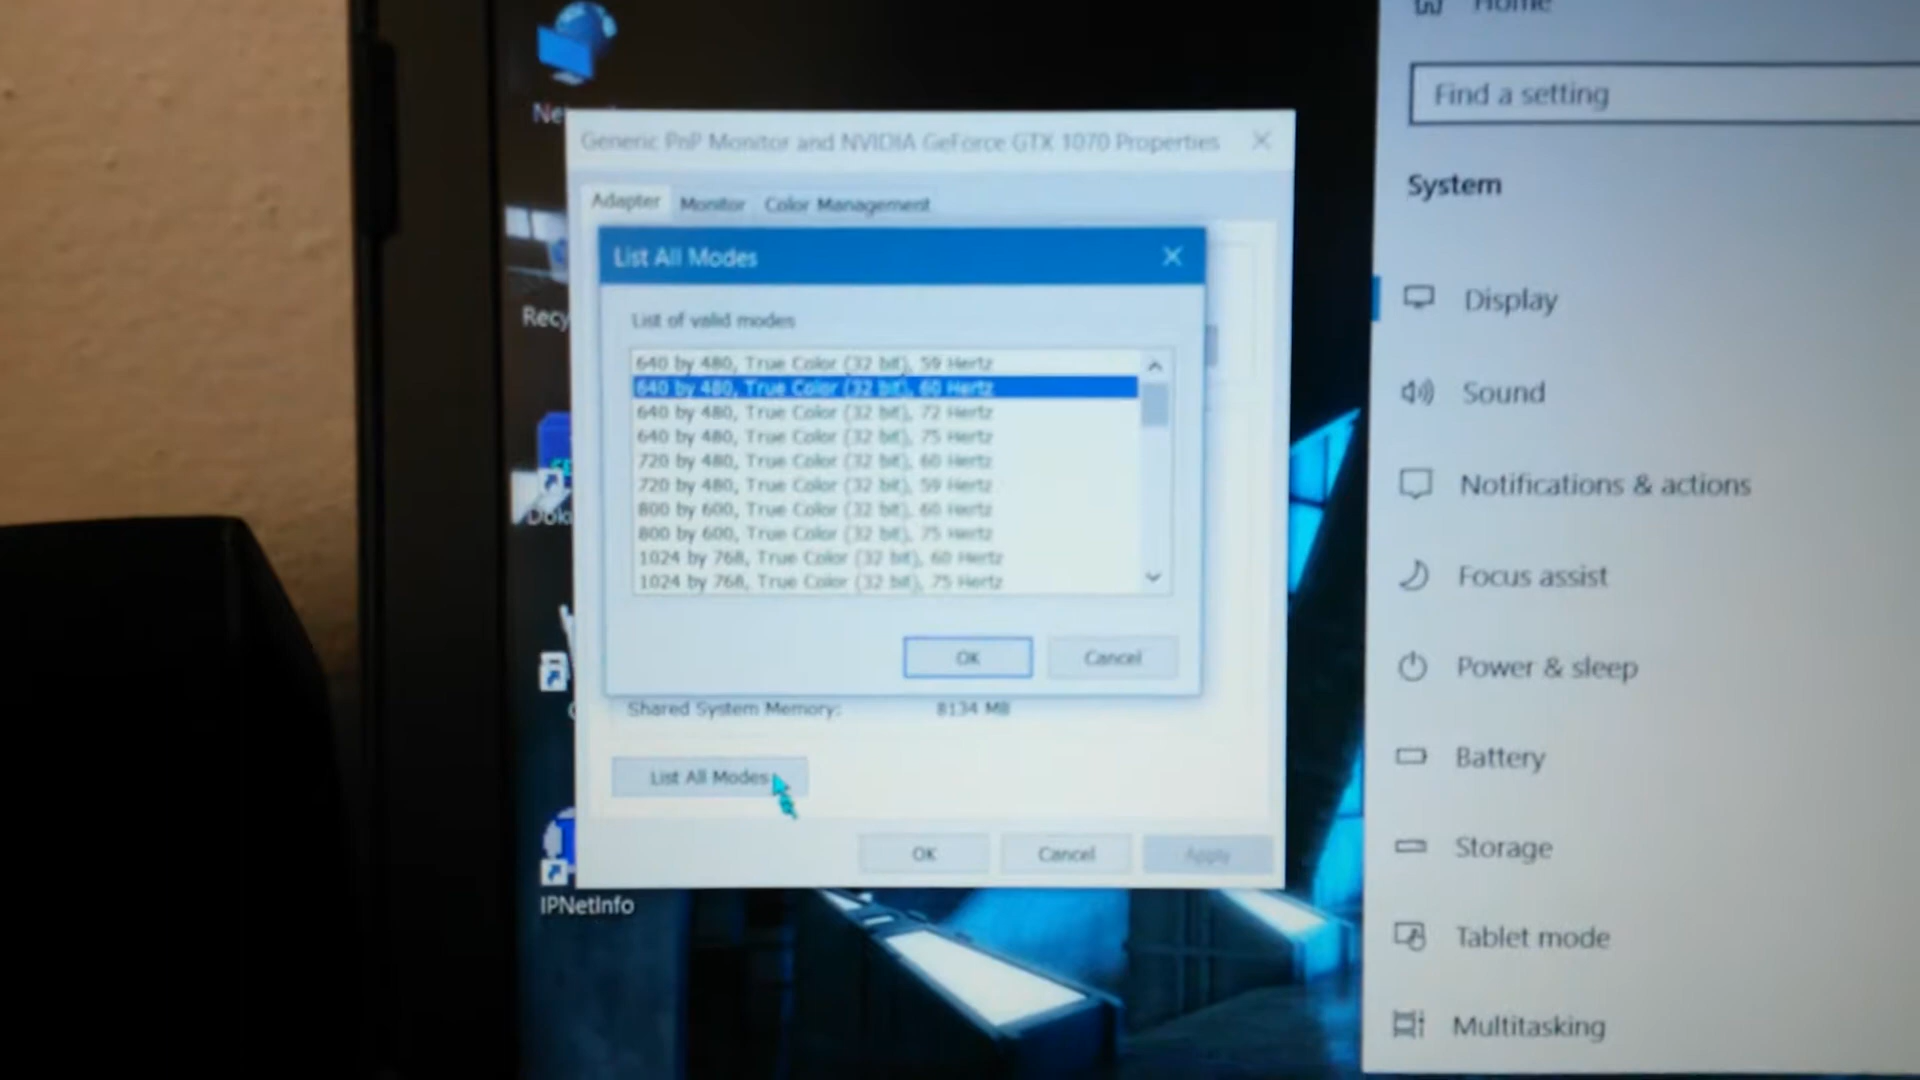 Home
Find a setting
System
Display
Sound
Notifications & actions
Focus assist
Power & sleep
Battery
Storage
Tablet mode
Multitasking
Generic PnP Monitor and NVIDIA GeForce GTX 1070 Properties
Adapter Monitor Color Management
List All Modes
List of valid modes
640 by 480, True Color (32 bit), 59 Hertz
640 by 480, True Color (32 bit), 60 Hertz
640 by 480, True Color (32 bit), 72 Hertz
640 by 480, True Color (32 bit), 75 Hertz
720 by 480, True Color (32 bit), 60 Hertz
720 by 480, True Color (32 bit), 59 Hertz
800 by 600, True Color (32 bit), 60 Hertz
800 by 600, True Color (32 bit), 75 Hertz
1024 by 768, True Color (32 bit), 60 Hertz
1024 by 768, True Color (32 bit), 75 Hertz
OK Cancel
Shared System Memory: 8134 MB
List All Modes
OK Cancel Apply
Recy
IPNetInfo